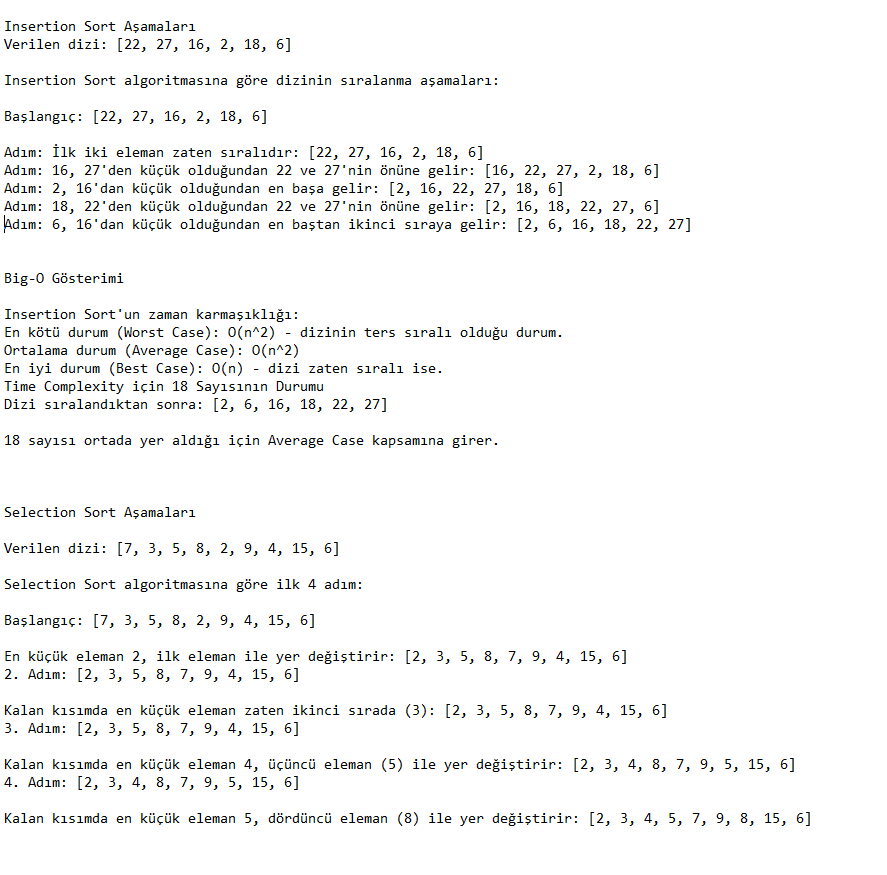 Insertion Sort Aşamaları
Verilen dizi: [22, 27, 16, 2, 18, 6]
Insertion Sort algoritmasına göre dizinin sıralanma aşamaları:
Başlangıç: [22, 27, 16, 2, 18, 6]
Adım: İlk iki eleman zaten sıralıdır: [22, 27, 16, 2, 18, 6]
Adım: 16, 27'den küçük olduğundan 22 ve 27'nin önüne gelir: [16, 22, 27, 2, 18, 6]
Adım: 2, 16'dan küçük olduğundan en başa gelir: [2, 16, 22, 27, 18, 6]
Adım: 18, 22'den küçük olduğundan 22 ve 27'nin önüne gelir: [2, 16, 18, 22, 27, 6]
Adım: 6, 16'dan küçük olduğundan en baştan ikinci sıraya gelir: [2, 6, 16, 18, 22, 27]
Big-O Gösterimi
Insertion Sort'un zaman karmaşıklığı:
En kötü durum (Worst Case): O(n^2) - dizinin ters sıralı olduğu durum.
Ortalama durum (Average Case): O(n^2)
En iyi durum (Best Case): O(n) - dizi zaten sıralı ise.
Time Complexity için 18 Sayısının Durumu
Dizi sıralandıktan sonra: [2, 6, 16, 18, 22, 27]
18 sayısı ortada yer aldığı için Average Case kapsamına girer.
Selection Sort Aşamaları
Verilen dizi: [7, 3, 5, 8, 2, 9, 4, 15, 6]
Selection Sort algoritmasına göre ilk 4 adım:
Başlangıç: [7, 3, 5, 8, 2, 9, 4, 15, 6]
En küçük eleman 2, ilk eleman ile yer değiştirir: [2, 3, 5, 8, 7, 9, 4, 15, 6]
2. Adım: [2, 3, 5, 8, 7, 9, 4, 15, 6]
Kalan kısımda en küçük eleman zaten ikinci sırada (3): [2, 3, 5, 8, 7, 9, 4, 15, 6]
3. Adım: [2, 3, 5, 8, 7, 9, 4, 15, 6]
Kalan kısımda en küçük eleman 4, üçüncü eleman (5) ile yer değiştirir: [2, 3, 4, 8, 7, 9, 5, 15, 6]
4. Adım: [2, 3, 4, 8, 7, 9, 5, 15, 6]
Kalan kısımda en küçük eleman 5, dördüncü eleman (8) ile yer değiştirir: [2, 3, 4, 5, 7, 9, 8, 15, 6]